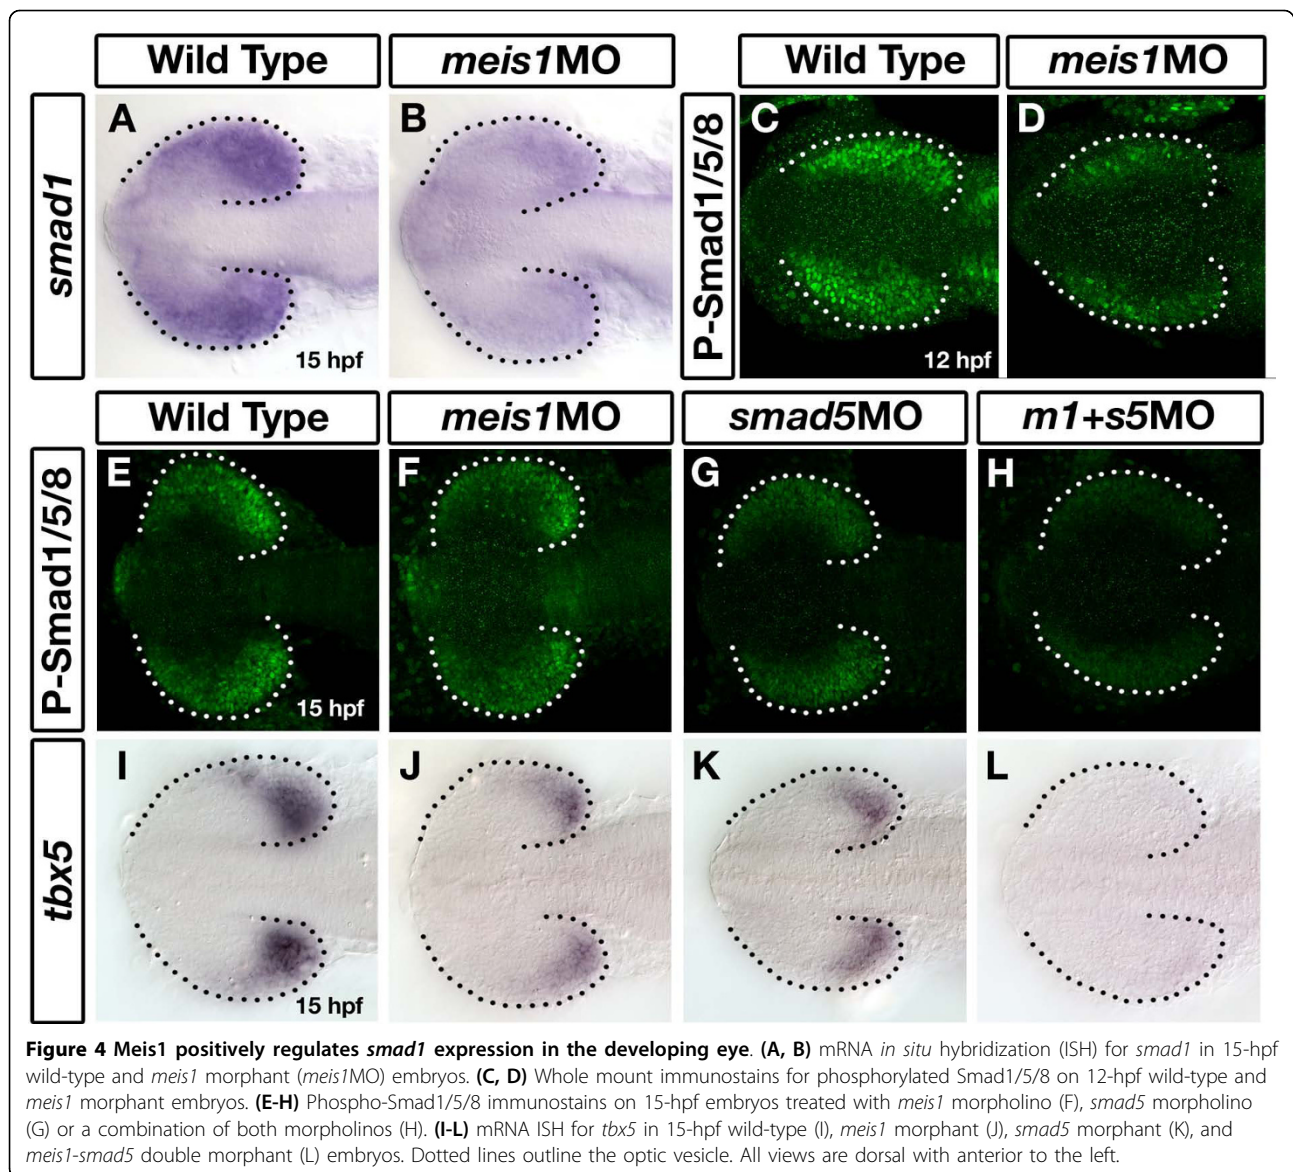 Wild Type
meis1MO
Wild Type
meis1MO
smad1
A
B
P-Smad1/5/8
C
D
15 hpf
12 hpf
Wild Type
meis1MO
smad5MO
m1+s5MO
P-Smad1/5/8
E
F
G
H
15 hpf
tbx5
I
J
K
L
15 hpf
Figure 4 Meis1 positively regulates smad1 expression in the developing eye. (A, B) mRNA in situ hybridization (ISH) for smad1 in 15-hpf
wild-type and meis1 morphant (meis1MO) embryos. (C, D) Whole mount immunostains for phosphorylated Smad1/5/8 on 12-hpf wild-type and
meis1 morphant embryos. (E-H) Phospho-Smad1/5/8 immunostains on 15-hpf embryos treated with meis1 morpholino (F), smad5 morpholino
(G) or a combination of both morpholinos (H). (I-L) mRNA ISH for tbx5 in 15-hpf wild-type (I), meis1 morphant (J), smad5 morphant (K), and
meis1-smad5 double morphant (L) embryos. Dotted lines outline the optic vesicle. All views are dorsal with anterior to the left.